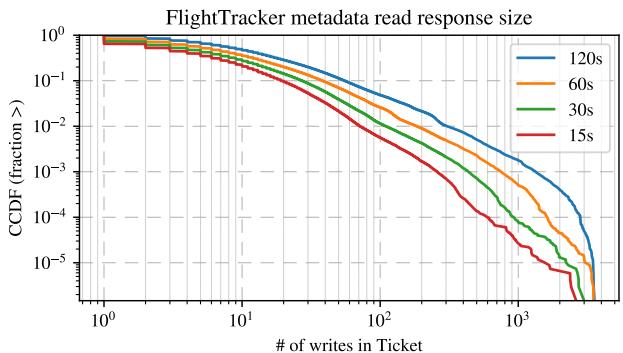 FlightTracker metadata read response size
CCDF (fraction >)
10⁰
10⁻¹
10⁻²
10⁻³
10⁻⁴
10⁻⁵
120s
60s
30s
15s
10⁰ 10¹ 10² 10³
# of writes in Ticket